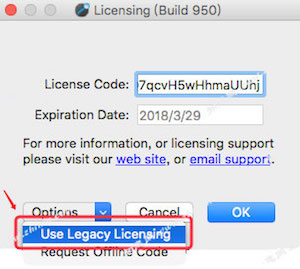 Licensing (Build 950)
License Code: 7qcvH5wHhmaUUhj
Expiration Date: 2018/3/29
For more information, or licensing support
please visit our web site, or email support.
Options Cancel OK
Use Legacy Licensing
Request Offline Code